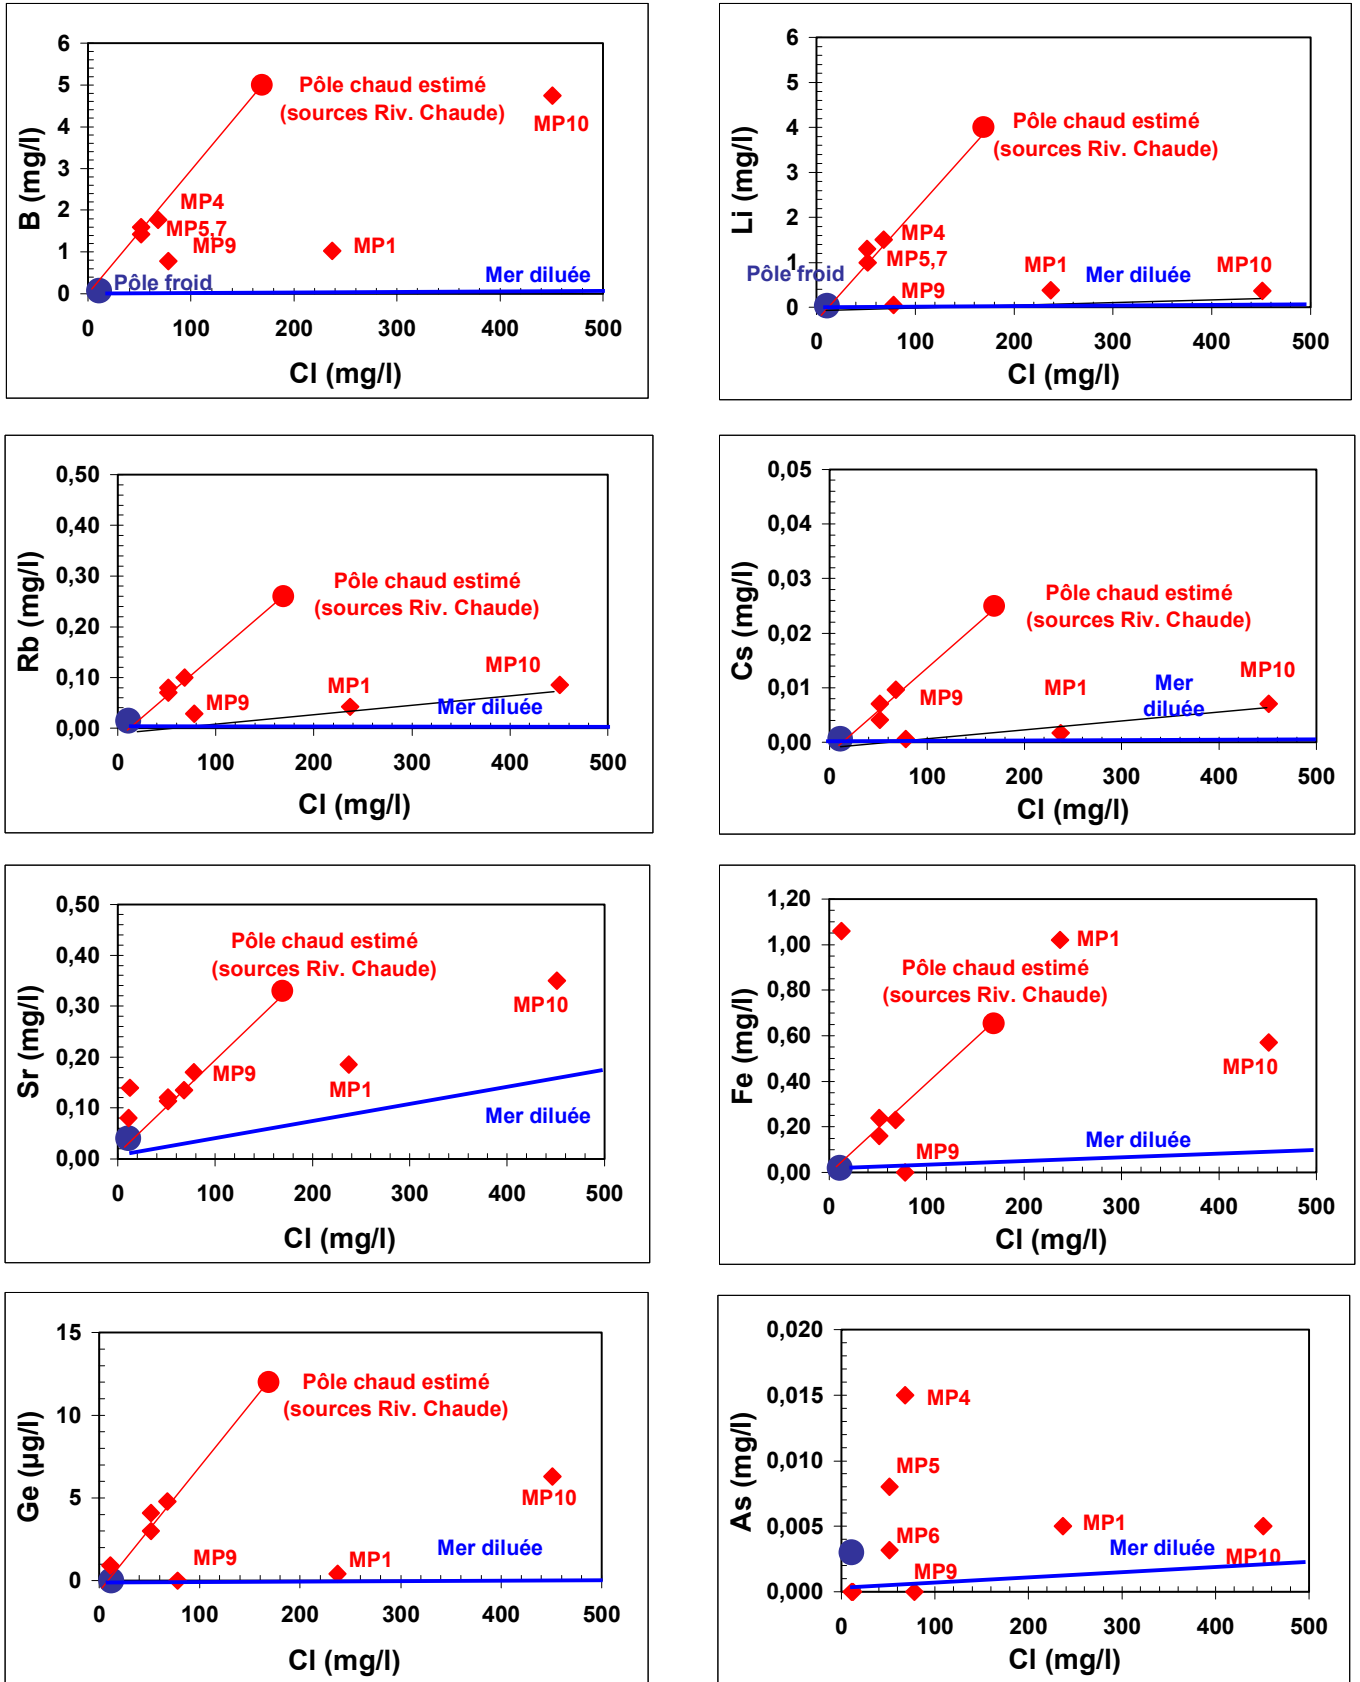 6
5
4
3
2
1
0
B (mg/l)
Pôle chaud estimé
(sources Riv. Chaude)
MP10
MP4
MP5,7
MP9
MP1
Mer diluée
Pôle froid
0 100 200 300 400 500
Cl (mg/l)
6
5
4
3
2
1
0
Li (mg/l)
Pôle chaud estimé
(sources Riv. Chaude)
MP4
MP5,7
MP1
Mer diluée
MP10
Pôle froid
MP9
0 100 200 300 400 500
Cl (mg/l)
0,50
0,40
0,30
0,20
0,10
0,00
Rb (mg/l)
Pôle chaud estimé
(sources Riv. Chaude)
MP10
MP1
MP9
Mer diluée
0 100 200 300 400 500
Cl (mg/l)
0,05
0,04
0,03
0,02
0,01
0,00
Cs (mg/l)
Pôle chaud estimé
(sources Riv. Chaude)
MP10
MP9
MP1
Mer
diluée
0 100 200 300 400 500
Cl (mg/l)
0,50
0,40
0,30
0,20
0,10
0,00
Sr (mg/l)
Pôle chaud estimé
(sources Riv. Chaude)
MP10
MP9
MP1
Mer diluée
0 100 200 300 400 500
Cl (mg/l)
1,20
1,00
0,80
0,60
0,40
0,20
0,00
Fe (mg/l)
MP1
Pôle chaud estimé
(sources Riv. Chaude)
MP10
Mer diluée
MP9
0 100 200 300 400 500
Cl (mg/l)
15
10
5
0
Ge (µg/l)
Pôle chaud estimé
(sources Riv. Chaude)
MP10
Mer diluée
MP9
MP1
0 100 200 300 400 500
Cl (mg/l)
0,020
0,015
0,010
0,005
0,000
As (mg/l)
MP4
MP5
MP6
MP1
Mer diluée
MP10
MP9
0 100 200 300 400 500
Cl (mg/l)